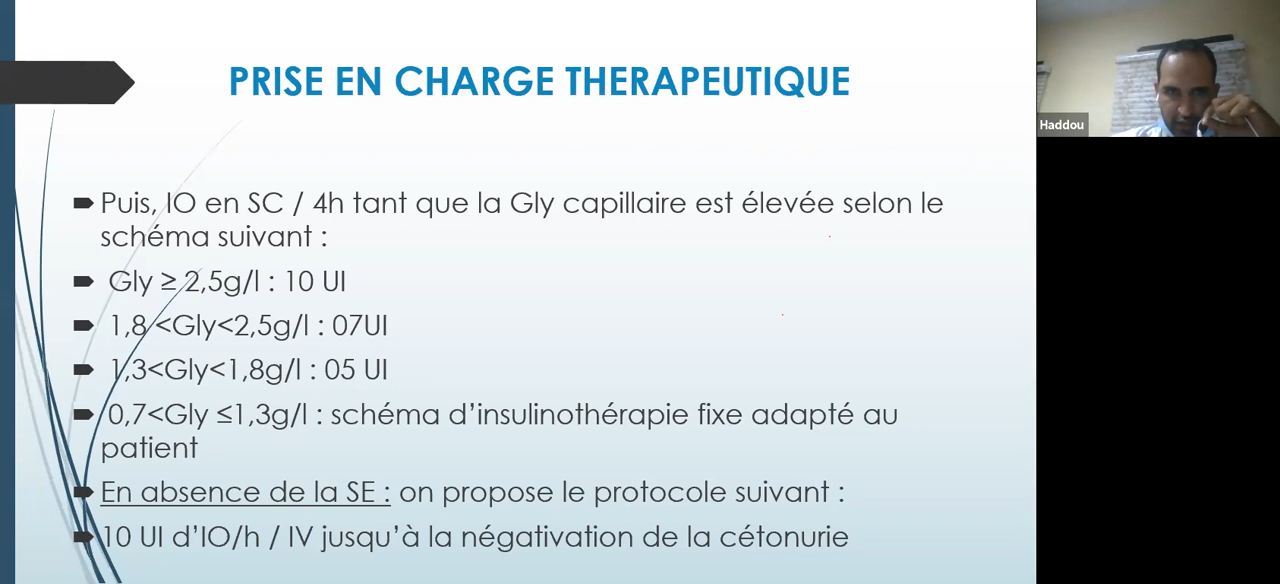 PRISE EN CHARGE THERAPEUTIQUE
Haddou
Puis, IO en SC / 4h tant que la Gly capillaire est élevée selon le
schéma suivant :
Gly ≥ 2,5g/l : 10 UI
1,8 <Gly<2,5g/l : 07UI
1,3<Gly<1,8g/l : 05 UI
0,7<Gly ≤1,3g/l : schéma d’insulinothérapie fixe adapté au
patient
En absence de la SE : on propose le protocole suivant :
10 UI d’IO/h / IV jusqu’à la négativation de la cétonurie